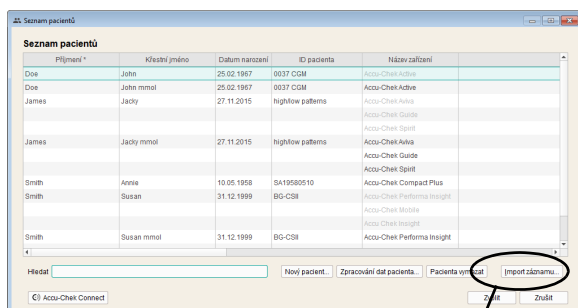 Seznam pacientů
Seznam pacientů
Příjmení * Křestní jméno Datum narození ID pacienta Název zařízení
Doe John 25.02.1967 0037 CGM Accu-Chek Active
Doe John mmol 25.02.1967 0037 CGM Accu-Chek Active
James Jacky 27.11.2015 high/low patterns Accu-Chek Aviva
Accu-Chek Guide
Accu-Chek Spirit
James Jacky mmol 27.11.2015 high/low patterns Accu-Chek Aviva
Accu-Chek Guide
Accu-Chek Spirit
Smith Annie 10.05.1958 SA19580510 Accu-Chek Compact Plus
Smith Susan 31.12.1999 BG-CSII Accu-Chek Performa Insight
Accu-Chek Mobile
Accu-Chek Insight
Smith Susan mmol 31.12.1999 BG-CSII Accu-Chek Performa Insight
Hledat Nový pacient... Zpracování dat pacienta... Pacienta vymazat Import záznamu...
Accu-Chek Connect Zvolit Zrušit